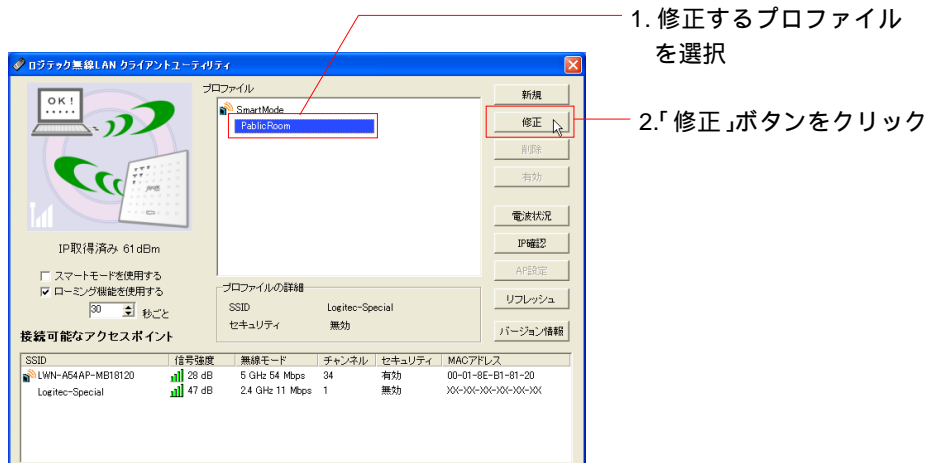 1. 修正するプロファイル
を選択
ロジテック無線LAN クライアントユーティリティ
OK!
プロファイル
SmartMode
PablicRoom
新規
修正
2.「修正」ボタンをクリック
削除
有効
電波状況
IP確認
AP設定
リフレッシュ
バージョン情報
IP取得済み 61dBm
スマートモードを使用する
ローミング機能を使用する
30 秒ごと
プロファイルの詳細
SSID Logitec-Special
セキュリティ 無効
接続可能なアクセスポイント
SSID 信号強度 無線モード チャンネル セキュリティ MACアドレス
LWN-A54AP-MB18120 28 dB 5 GHz 54 Mbps 34 有効 00-01-8E-B1-81-20
Logitec-Special 47 dB 2.4 GHz 11 Mbps 1 無効 XX-XX-XX-XX-XX-XX